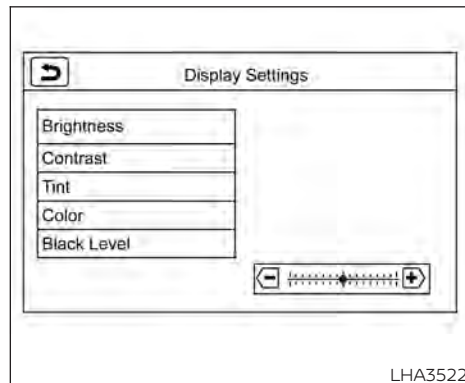 Display Settings
Brightness
Contrast
Tint
Color
Black Level
LHA3522